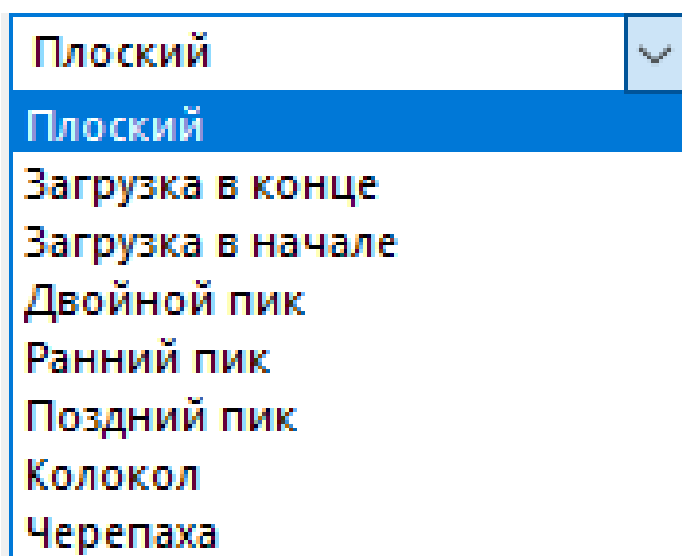 Плоский
Плоский
Загрузка в конце
Загрузка в начале
Двойной пик
Ранний пик
Поздний пик
Колокол
Черепаха